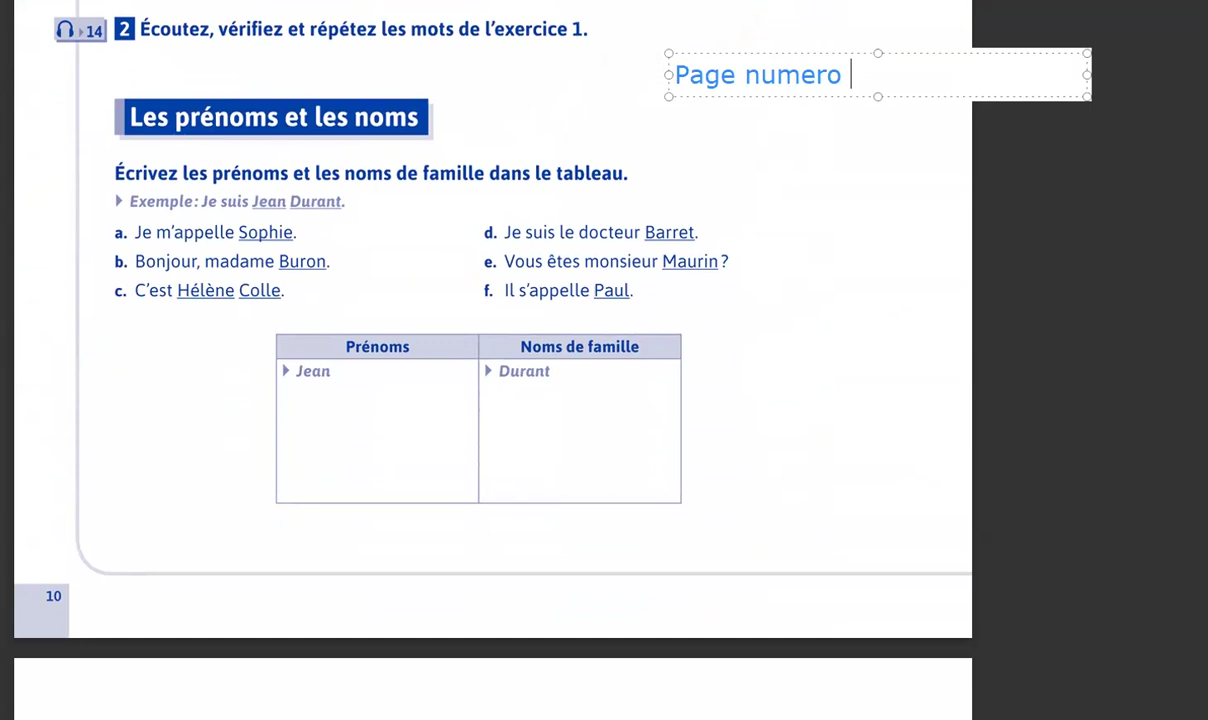 14 2 Écoutez, vérifiez et répétez les mots de l'exercice 1.
Page numero
Les prénoms et les noms
Écrivez les prénoms et les noms de famille dans le tableau.
Exemple : Je suis Jean Durant.
a. Je m'appelle Sophie.
b. Bonjour, madame Buron.
c. C'est Hélène Colle.
d. Je suis le docteur Barret.
e. Vous êtes monsieur Maurin ?
f. Il s'appelle Paul.
Prénoms Noms de famille
Jean Durant
10